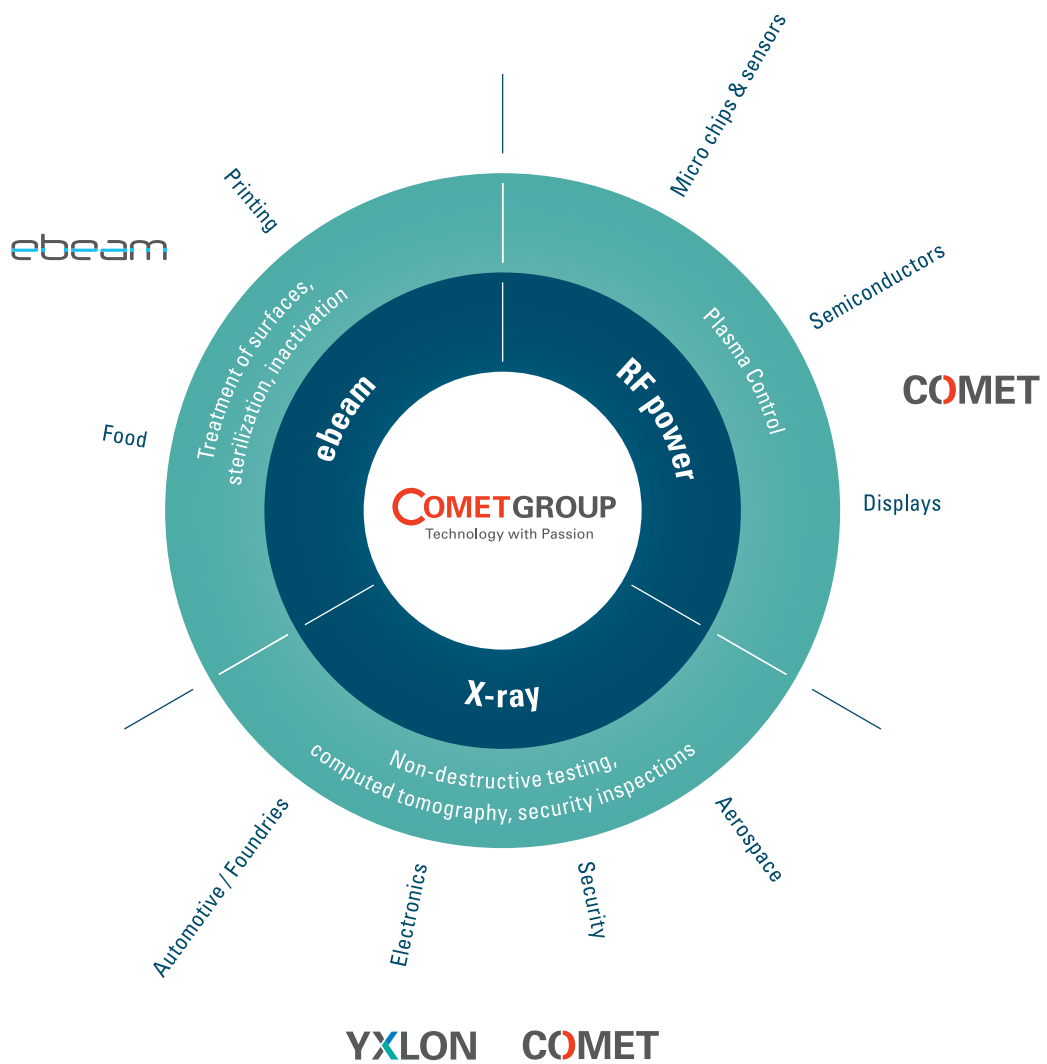 Micro chips & sensors
Printing
ebeam
Semiconductors
Treatment of surfaces,
sterilization, inactivation
Plasma Control
ebeam
RF power
COMET
Food
COMETGROUP
Technology with Passion
Displays
X-ray
Non-destructive testing,
computed tomography, security inspections
Automotive / Foundries
Electronics
Security
Aerospace
YXLON
COMET